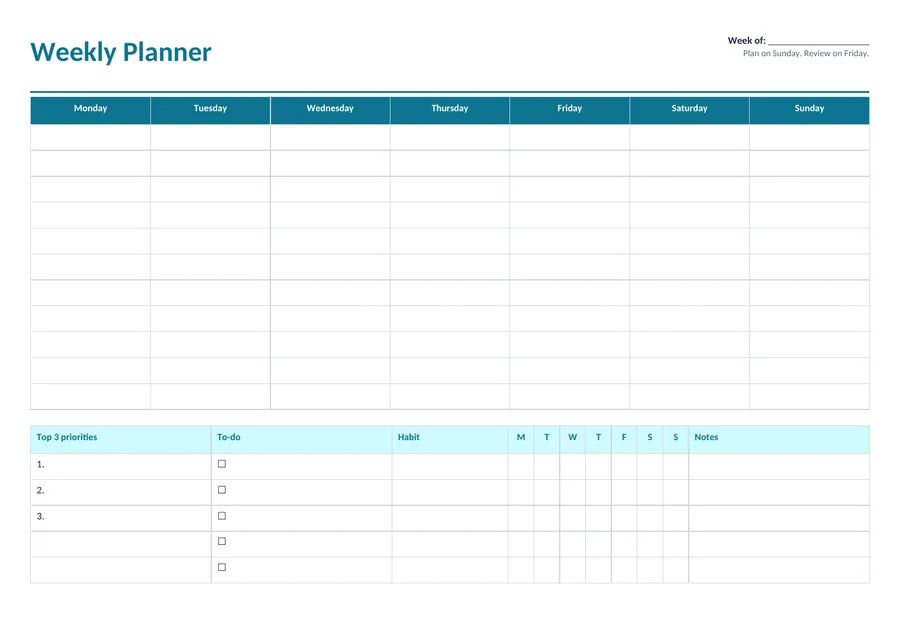 Weekly Planner
Week of: ____________________
Plan on Sunday. Review on Friday.
Monday Tuesday Wednesday Thursday Friday Saturday Sunday
Top 3 priorities To-do Habit M T W T F S S Notes
1. ☐
2. ☐
3. ☐
☐
☐